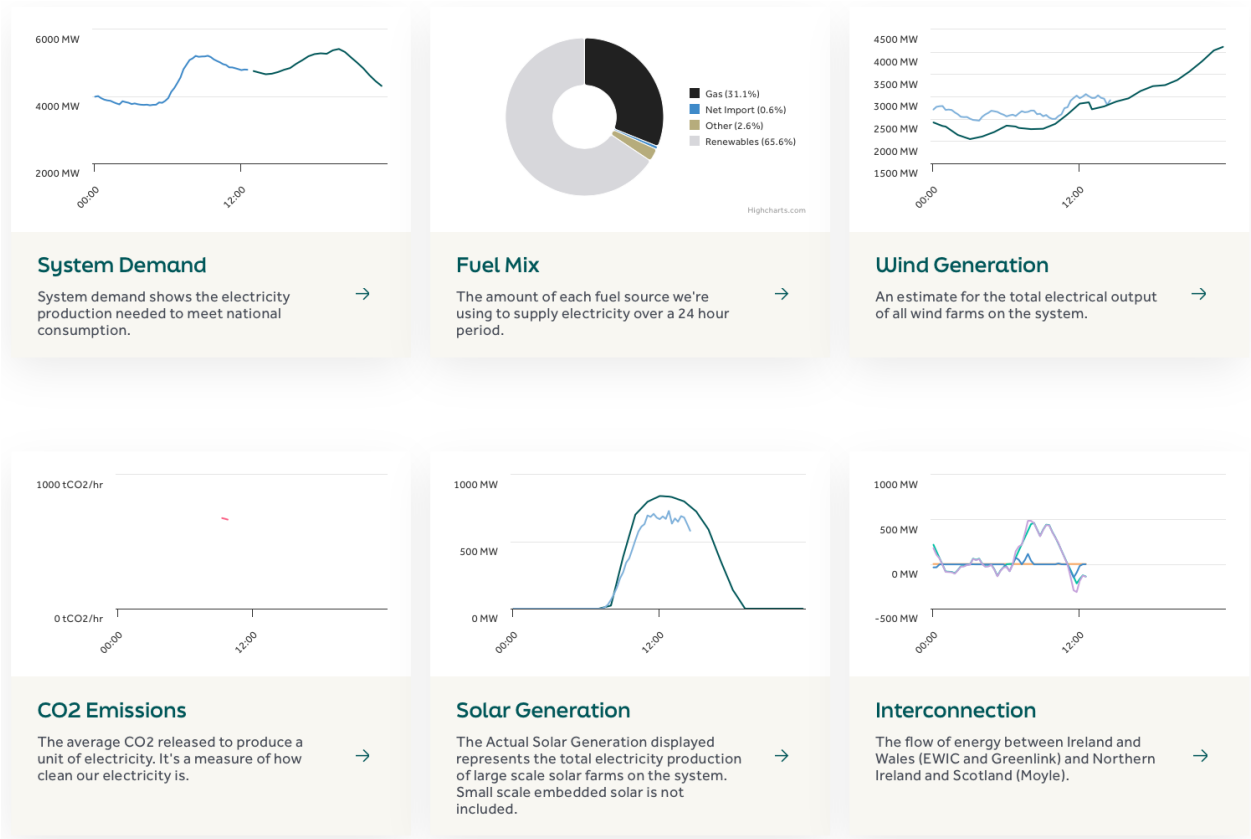 6000 MW
4000 MW
2000 MW
00:00
12:00
System Demand
System demand shows the electricity
production needed to meet national
consumption.
Gas (31.1%)
Net Import (0.6%)
Other (2.6%)
Renewables (65.6%)
Highcharts.com
Fuel Mix
The amount of each fuel source we're
using to supply electricity over a 24 hour
period.
4500 MW
4000 MW
3500 MW
3000 MW
2500 MW
2000 MW
1500 MW
00:00
12:00
Wind Generation
An estimate for the total electrical output
of all wind farms on the system.
1000 tCO2/hr
0 tCO2/hr
00:00
12:00
CO2 Emissions
The average CO2 released to produce a
unit of electricity. It's a measure of how
clean our electricity is.
1000 MW
500 MW
0 MW
00:00
12:00
Solar Generation
The Actual Solar Generation displayed
represents the total electricity production
of large scale solar farms on the system.
Small scale embedded solar is not
included.
1000 MW
500 MW
0 MW
-500 MW
00:00
12:00
Interconnection
The flow of energy between Ireland and
Wales (EWIC and Greenlink) and Northern
Ireland and Scotland (Moyle).